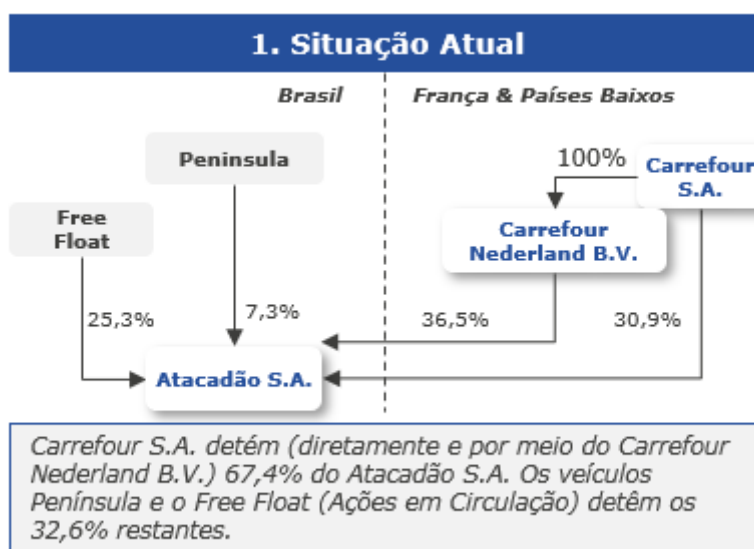 1. Situação Atual
Brasil
França & Países Baixos
Peninsula
100%
Carrefour
S.A.
Free
Float
Carrefour
Nederland B.V.
25,3%
7,3%
36,5%
30,9%
Atacadão S.A.
Carrefour S.A. detém (diretamente e por meio do Carrefour
Nederland B.V.) 67,4% do Atacadão S.A. Os veículos
Península e o Free Float (Ações em Circulação) detêm os
32,6% restantes.